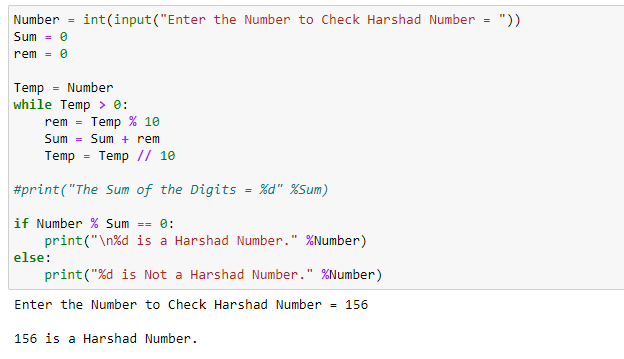 Number = int(input("Enter the Number to Check Harshad Number = "))
Sum = 0
rem = 0

Temp = Number
while Temp > 0:
    rem = Temp % 10
    Sum = Sum + rem
    Temp = Temp // 10

#print("The Sum of the Digits = %d" %Sum)

if Number % Sum == 0:
    print("\n%d is a Harshad Number." %Number)
else:
    print("%d is Not a Harshad Number." %Number)
Enter the Number to Check Harshad Number = 156

156 is a Harshad Number.